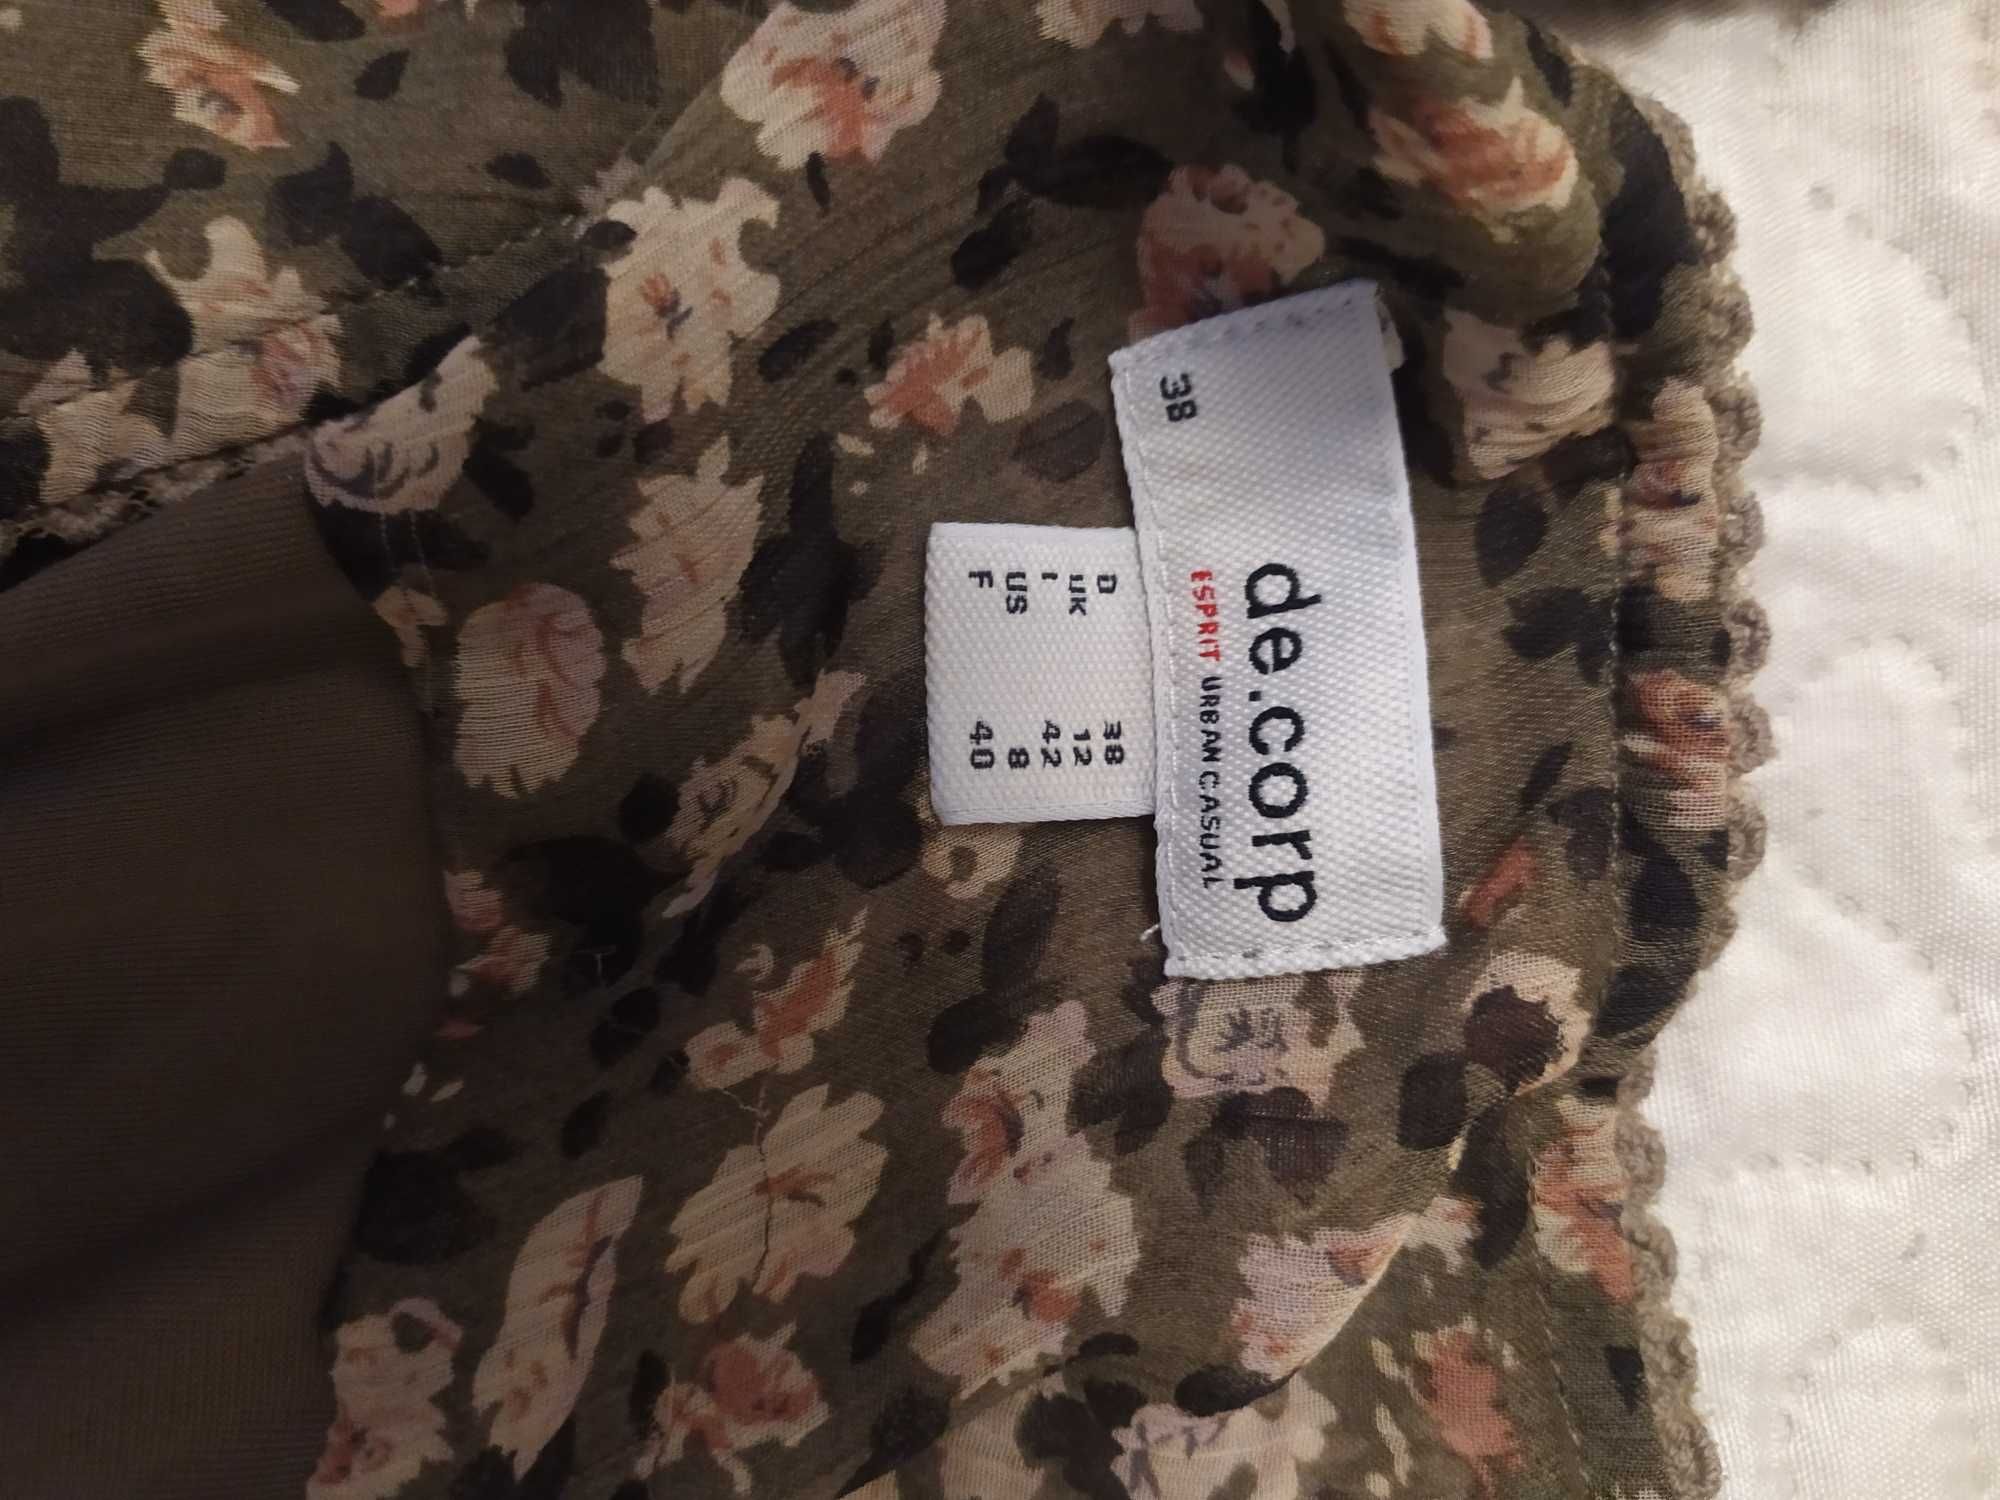 38
de.corp
ESPRIT URBAN CASUAL
D 38
UK 12
I 42
US 8
F 40